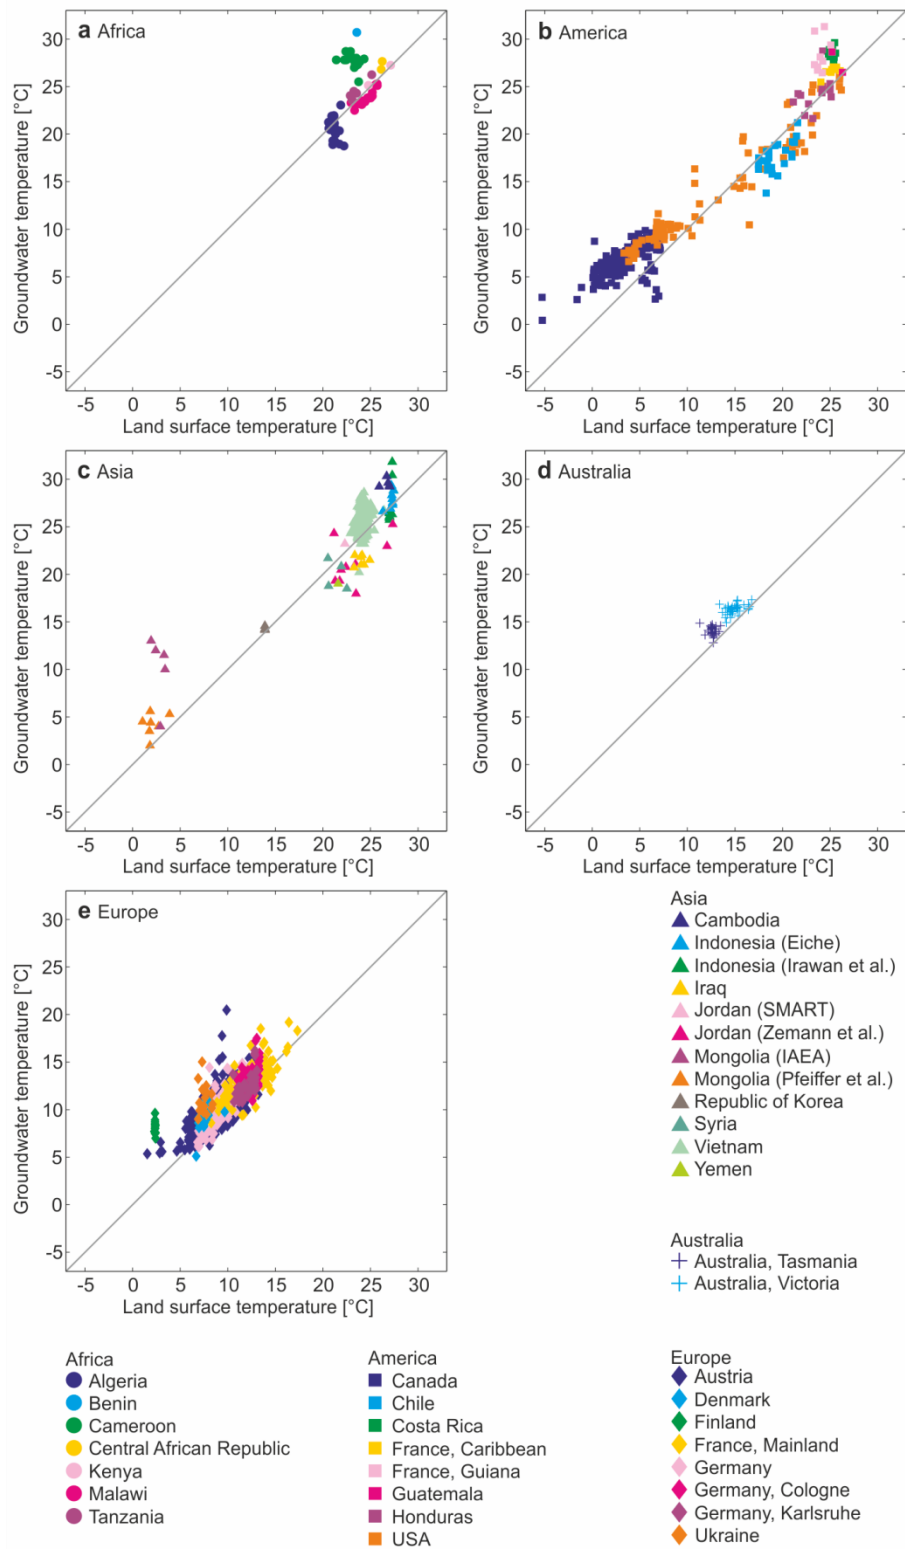 a Africa
30
25
20
15
10
5
0
-5
Groundwater temperature [°C]
-5 0 5 10 15 20 25 30
Land surface temperature [°C]
b America
30
25
20
15
10
5
0
-5
Groundwater temperature [°C]
-5 0 5 10 15 20 25 30
Land surface temperature [°C]
c Asia
30
25
20
15
10
5
0
-5
Groundwater temperature [°C]
-5 0 5 10 15 20 25 30
Land surface temperature [°C]
d Australia
30
25
20
15
10
5
0
-5
Groundwater temperature [°C]
-5 0 5 10 15 20 25 30
Land surface temperature [°C]
e Europe
30
25
20
15
10
5
0
-5
Groundwater temperature [°C]
-5 0 5 10 15 20 25 30
Land surface temperature [°C]
Asia
Cambodia
Indonesia (Eiche)
Indonesia (Irawan et al.)
Iraq
Jordan (SMART)
Jordan (Zemann et al.)
Mongolia (IAEA)
Mongolia (Pfeiffer et al.)
Republic of Korea
Syria
Vietnam
Yemen
Australia
Australia, Tasmania
Australia, Victoria
Africa
Algeria
Benin
Cameroon
Central African Republic
Kenya
Malawi
Tanzania
America
Canada
Chile
Costa Rica
France, Caribbean
France, Guiana
Guatemala
Honduras
USA
Europe
Austria
Denmark
Finland
France, Mainland
Germany
Germany, Cologne
Germany, Karlsruhe
Ukraine